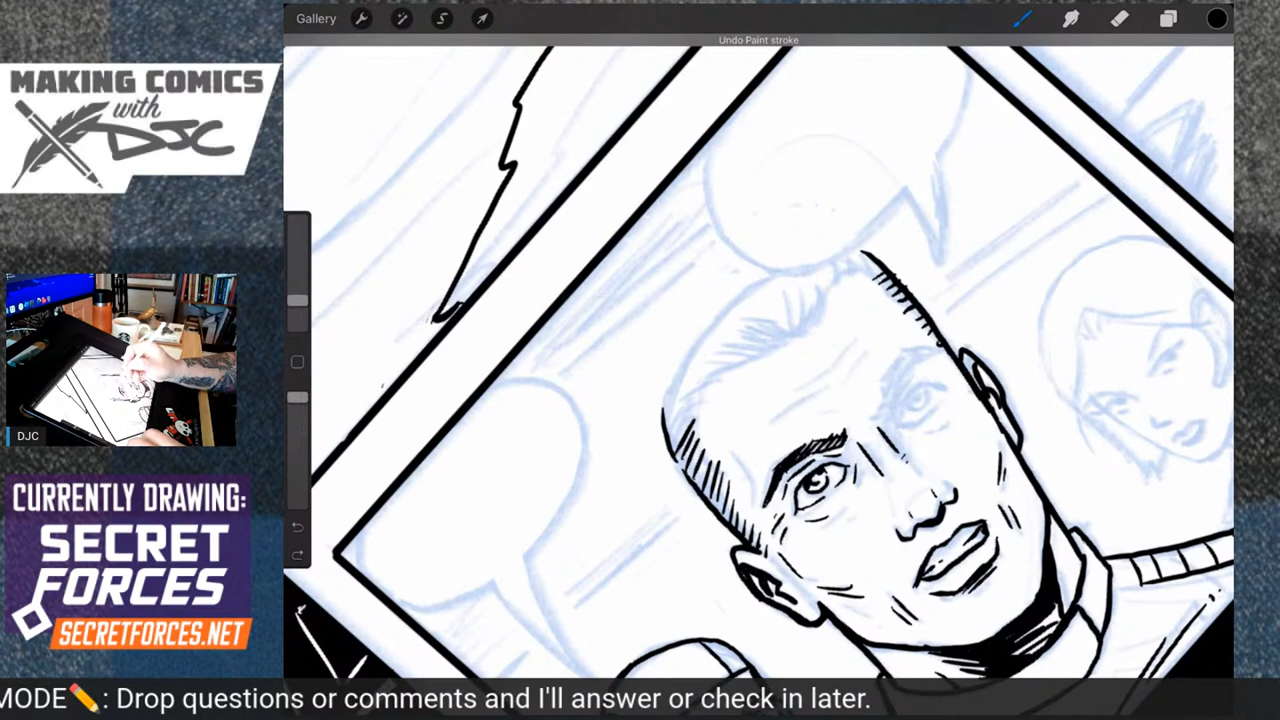 Gallery
Undo Paint stroke
MAKING COMICS
with
DJC
DJC
CURRENTLY DRAWING:
SECRET
FORCES
SECRETFORCES.NET
MODE✏️: Drop questions or comments and I'll answer or check in later.